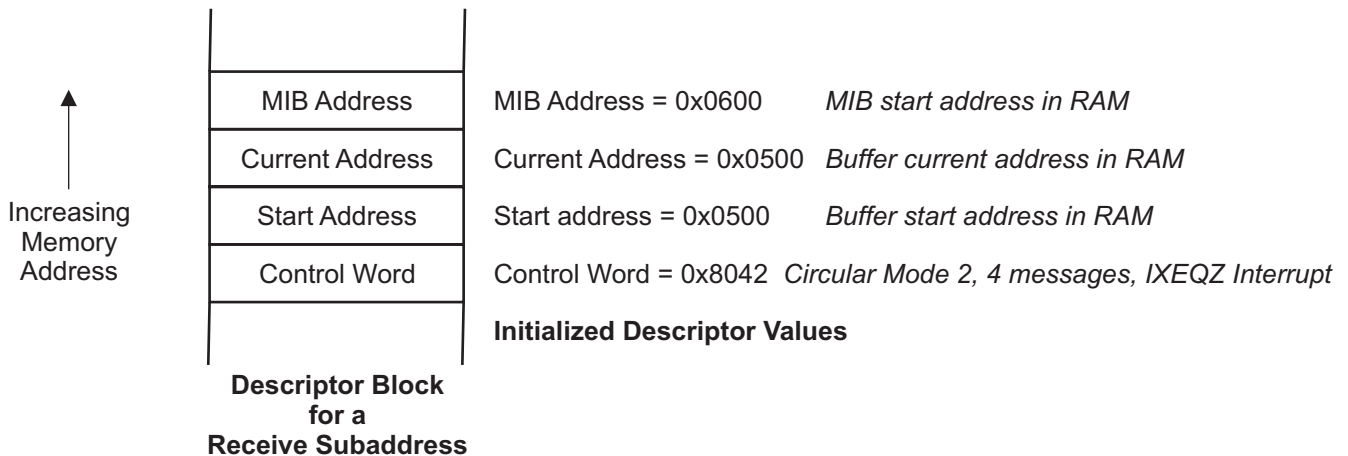 MIB Address MIB Address = 0x0600 MIB start address in RAM
Current Address Current Address = 0x0500 Buffer current address in RAM
Start Address Start address = 0x0500 Buffer start address in RAM
Control Word Control Word = 0x8042 Circular Mode 2, 4 messages, IXEQZ Interrupt
Increasing
Memory
Address
Initialized Descriptor Values
Descriptor Block
for a
Receive Subaddress